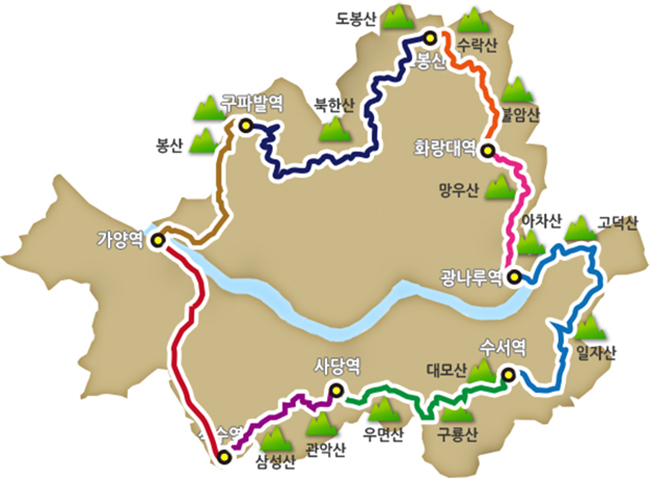 도봉산
수락산
봉산
구파발역
북한산
불암산
봉산
화랑대역
망우산
아차산
고덕산
가양역
광나루역
일자산
수서역
대모산
사당역
우면산
구룡산
관악산
삼성산